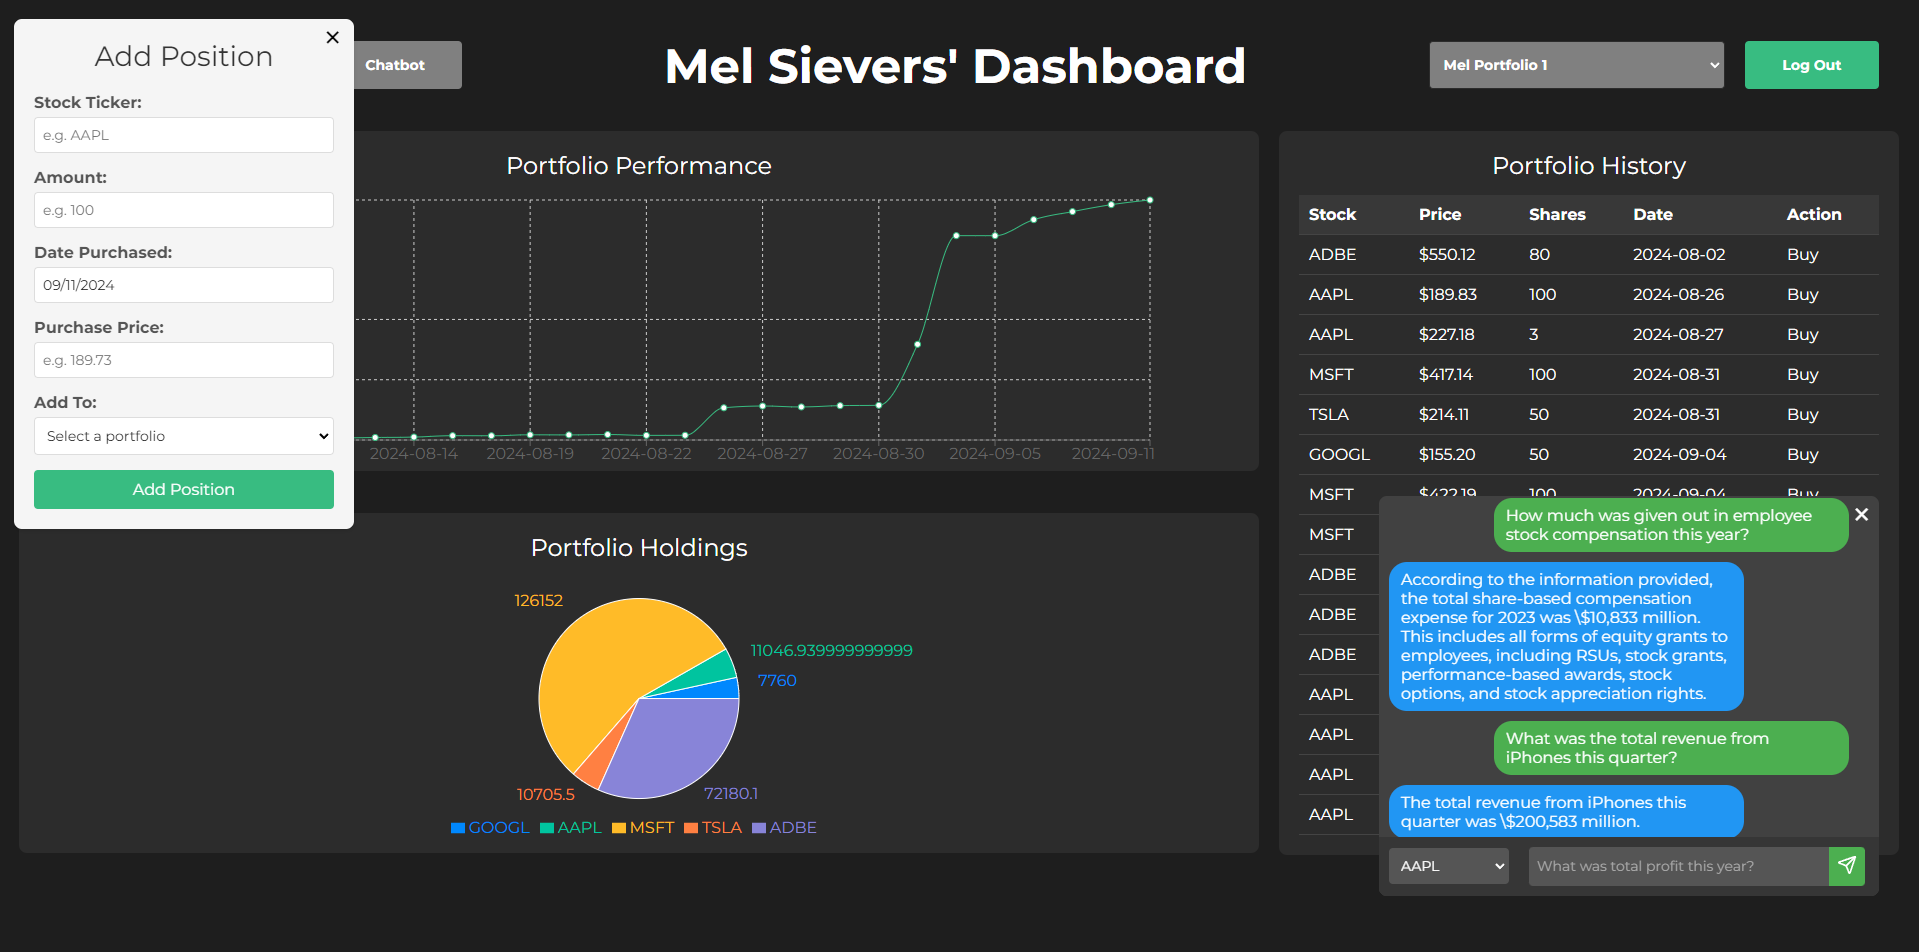 Add Position
Stock Ticker:
e.g. AAPL
Amount:
e.g. 100
Date Purchased:
09/11/2024
Purchase Price:
e.g. 189.73
Add To:
Select a portfolio
Add Position
Chatbot
Mel Sievers' Dashboard
Mel Portfolio 1
Log Out
Portfolio Performance
2024-08-14 2024-08-19 2024-08-22 2024-08-27 2024-08-30 2024-09-05 2024-09-11
Portfolio Holdings
126152
11046.939999999999
7760
10705.5
72180.1
GOOGL AAPL MSFT TSLA ADBE
Portfolio History
Stock Price Shares Date Action
ADBE $550.12 80 2024-08-02 Buy
AAPL $189.83 100 2024-08-26 Buy
AAPL $227.18 3 2024-08-27 Buy
MSFT $417.14 100 2024-08-31 Buy
TSLA $214.11 50 2024-08-31 Buy
GOOGL $155.20 50 2024-09-04 Buy
MSFT $422.19 100 2024-09-04 Buy
MSFT
ADBE
ADBE
ADBE
AAPL
AAPL
AAPL
AAPL
How much was given out in employee
stock compensation this year?
According to the information provided,
the total share-based compensation
expense for 2023 was \$10,833 million.
This includes all forms of equity grants to
employees, including RSUs, stock grants,
performance-based awards, stock
options, and stock appreciation rights.
What was the total revenue from
iPhones this quarter?
The total revenue from iPhones this
quarter was \$200,583 million.
AAPL
What was total profit this year?